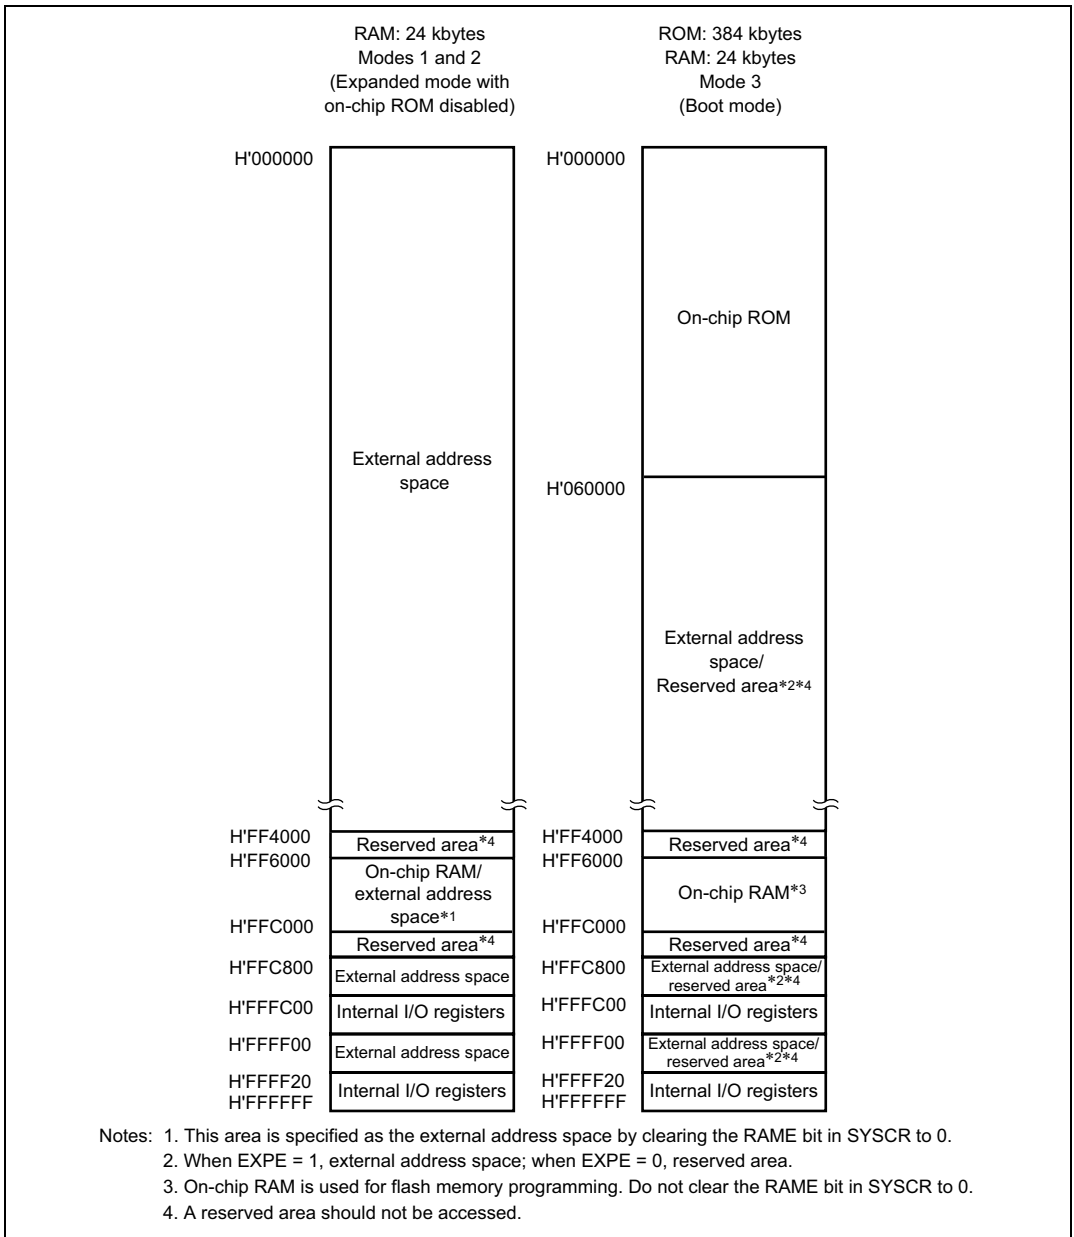 RAM: 24 kbytes
Modes 1 and 2
(Expanded mode with
on-chip ROM disabled)
ROM: 384 kbytes
RAM: 24 kbytes
Mode 3
(Boot mode)
H'000000
External address
space
H'FF4000
Reserved area*4
H'FF6000
On-chip RAM/
external address
space*1
H'FFC000
Reserved area*4
H'FFC800
External address space
H'FFFC00
Internal I/O registers
H'FFFF00
External address space
H'FFFF20
Internal I/O registers
H'FFFFFF
H'000000
On-chip ROM
H'060000
External address
space/
Reserved area*2*4
H'FF4000
Reserved area*4
H'FF6000
On-chip RAM*3
H'FFC000
Reserved area*4
H'FFC800
External address space/
reserved area*2*4
H'FFFC00
Internal I/O registers
H'FFFF00
External address space/
reserved area*2*4
H'FFFF20
Internal I/O registers
H'FFFFFF
Notes: 1. This area is specified as the external address space by clearing the RAME bit in SYSCR to 0.
2. When EXPE = 1, external address space; when EXPE = 0, reserved area.
3. On-chip RAM is used for flash memory programming. Do not clear the RAME bit in SYSCR to 0.
4. A reserved area should not be accessed.